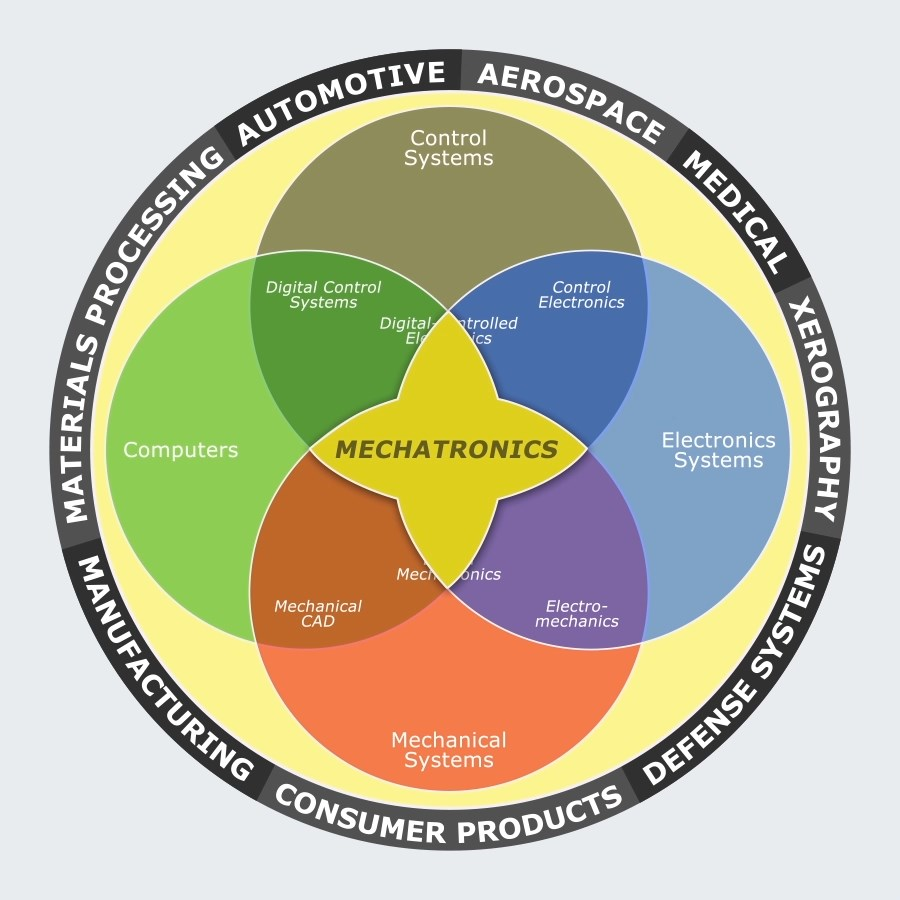 AUTOMOTIVE
AEROSPACE
MEDICAL
XEROGRAPHY
DEFENSE SYSTEMS
CONSUMER PRODUCTS
MANUFACTURING
MATERIALS PROCESSING
Control
Systems
Digital Control
Systems
Control
Electronics
Computers
MECHATRONICS
Electronics
Systems
Mechanical
CAD
Electro-
mechanics
Mechanical
Systems